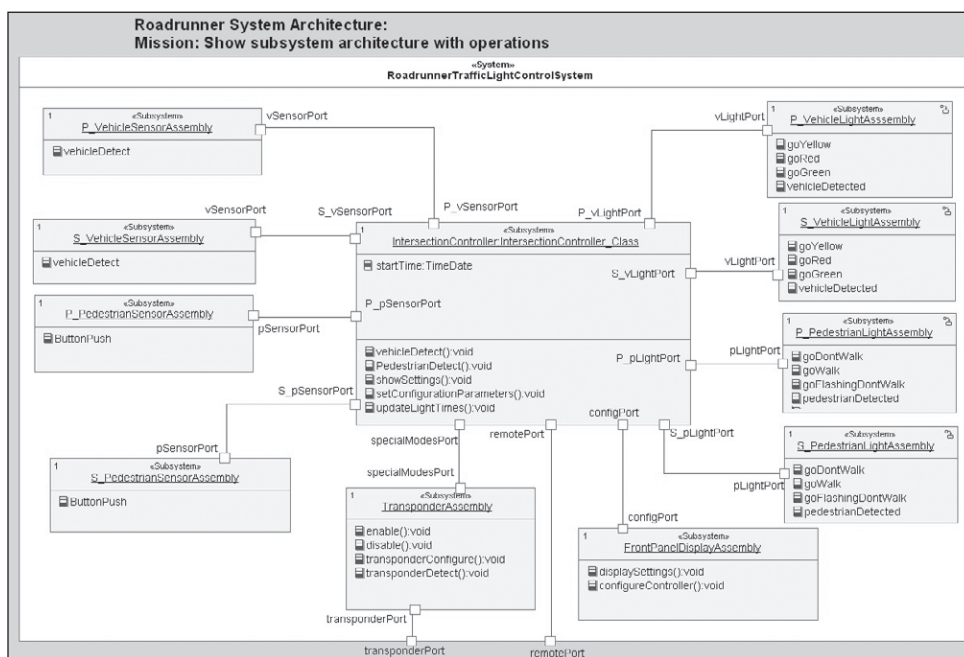 Roadrunner System Architecture:
Mission: Show subsystem architecture with operations
«System»
RoadrunnerTrafficLightControlSystem
1
«Subsystem»
P_VehicleSensorAssembly
vehicleDetect
vSensorPort
vLightPort
1
«Subsystem»
P_VehicleLightAsssembly
goYellow
goRed
goGreen
vehicleDetected
vSensorPort
S_vSensorPort
P_vSensorPort
P_vLightPort
1
«Subsystem»
S_VehicleSensorAssembly
vehicleDetect
1
«Subsystem»
IntersectionController:IntersectionController_Class
startTime:TimeDate
S_vLightPort
P_pSensorPort
vehicleDetect():void
PedestrianDetect():void
showSettings():void
setConfigurationParameters():void
updateLightTimes():void
P_pLightPort
configPort
vLightPort
1
«Subsystem»
S_VehicleLightAssembly
goYellow
goRed
goGreen
vehicleDetected
1
«Subsystem»
P_PedestrianSensorAssembly
ButtonPush
pSensorPort
pLightPort
1
«Subsystem»
P_PedestrianLightAssembly
goDontWalk
goWalk
goFlashingDontWalk
pedestrianDetected
S_pSensorPort
pSensorPort
specialModesPort
remotePort
S_pLightPort
1
«Subsystem»
S_PedestrianSensorAssembly
ButtonPush
specialModesPort
pLightPort
1
«Subsystem»
S_PedestrianLightAssembly
goDontWalk
goWalk
goFlashingDontWalk
pedestrianDetected
1
«Subsystem»
TransponderAssembly
enable():void
disable().void
transponderConfigure():void
transponderDetect():void
configPort
1
«Subsystem»
FrontPanelDisplayAssembly
displaySettings():void
configureController():void
transponderPort
transponderPort
remotePort